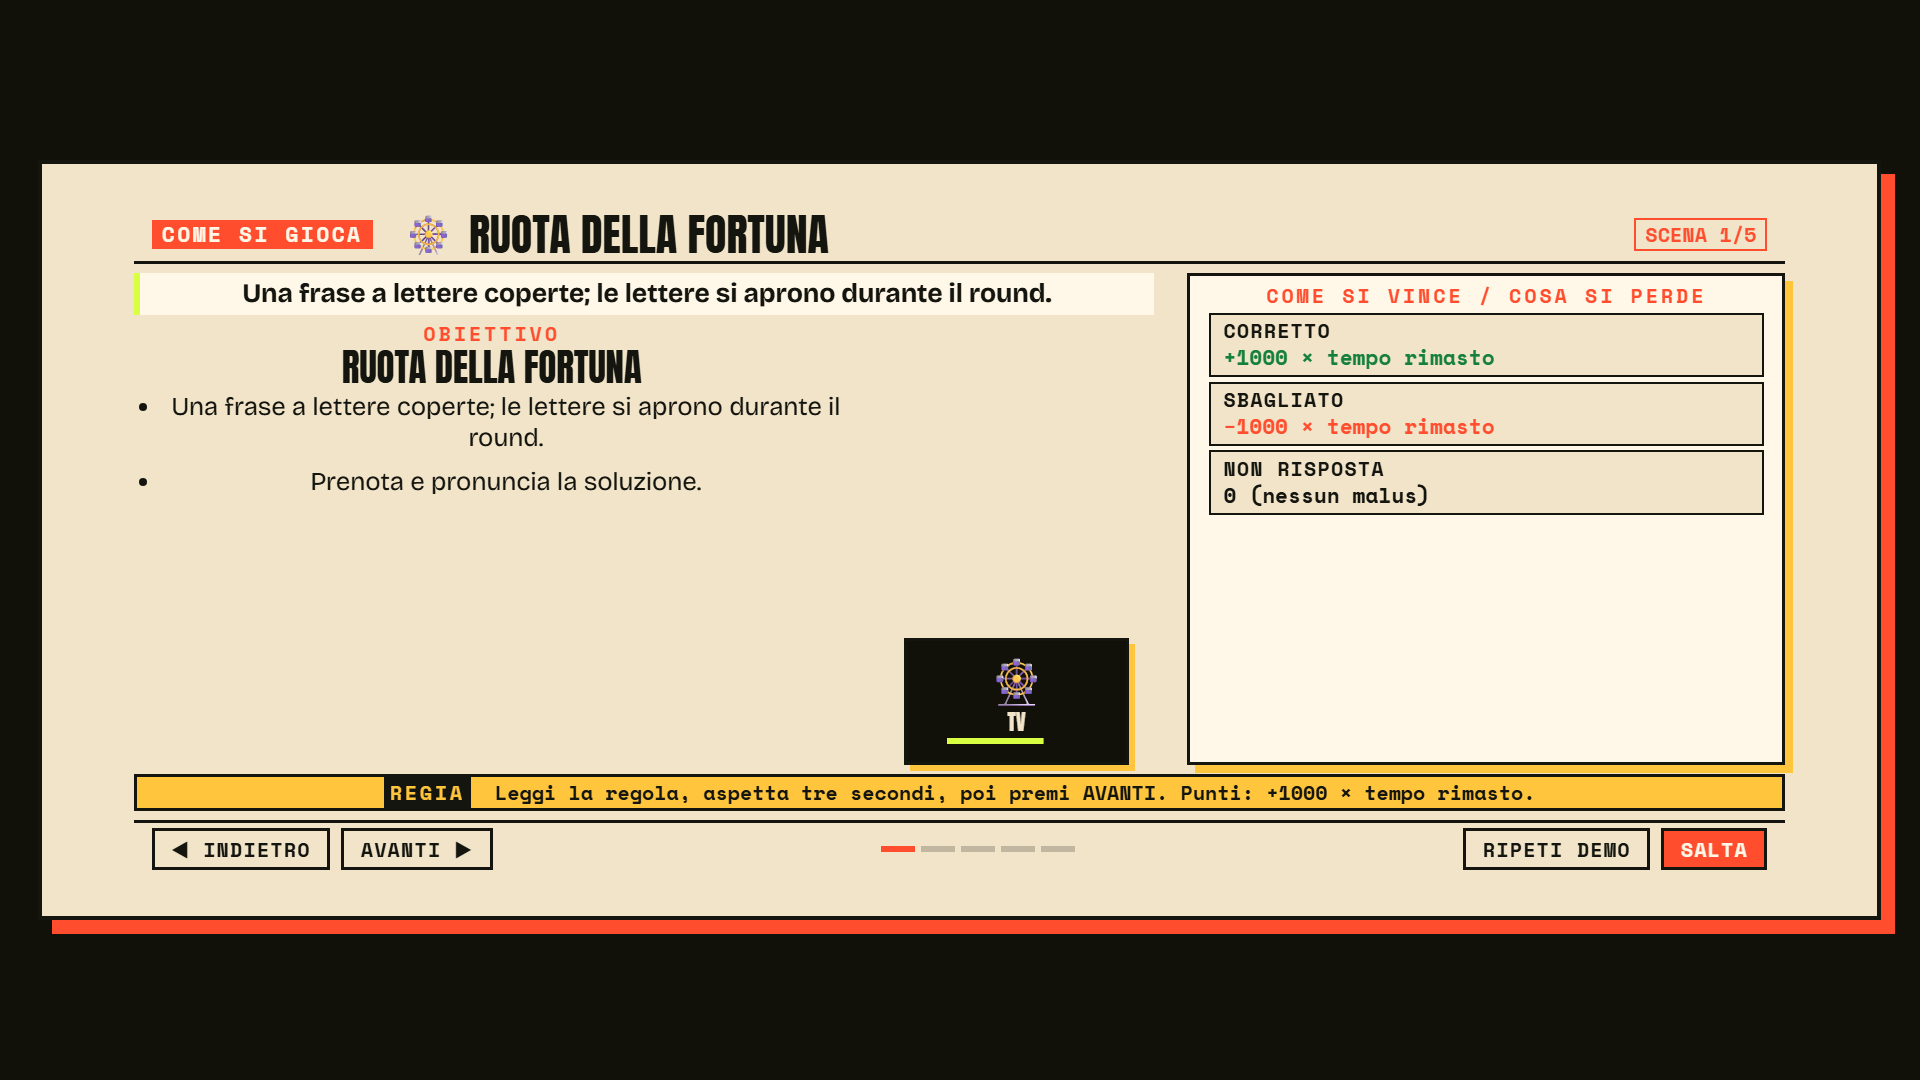 COME SI GIOCA
RUOTA DELLA FORTUNA
SCENA 1/5
Una frase a lettere coperte; le lettere si aprono durante il round.
OBIETTIVO
RUOTA DELLA FORTUNA
• Una frase a lettere coperte; le lettere si aprono durante il
round.
• Prenota e pronuncia la soluzione.
TV
COME SI VINCE / COSA SI PERDE
CORRETTO
+1000 × tempo rimasto
SBAGLIATO
−1000 × tempo rimasto
NON RISPOSTA
0 (nessun malus)
REGIA Leggi la regola, aspetta tre secondi, poi premi AVANTI. Punti: +1000 × tempo rimasto.
◀ INDIETRO
AVANTI ▶
RIPETI DEMO
SALTA